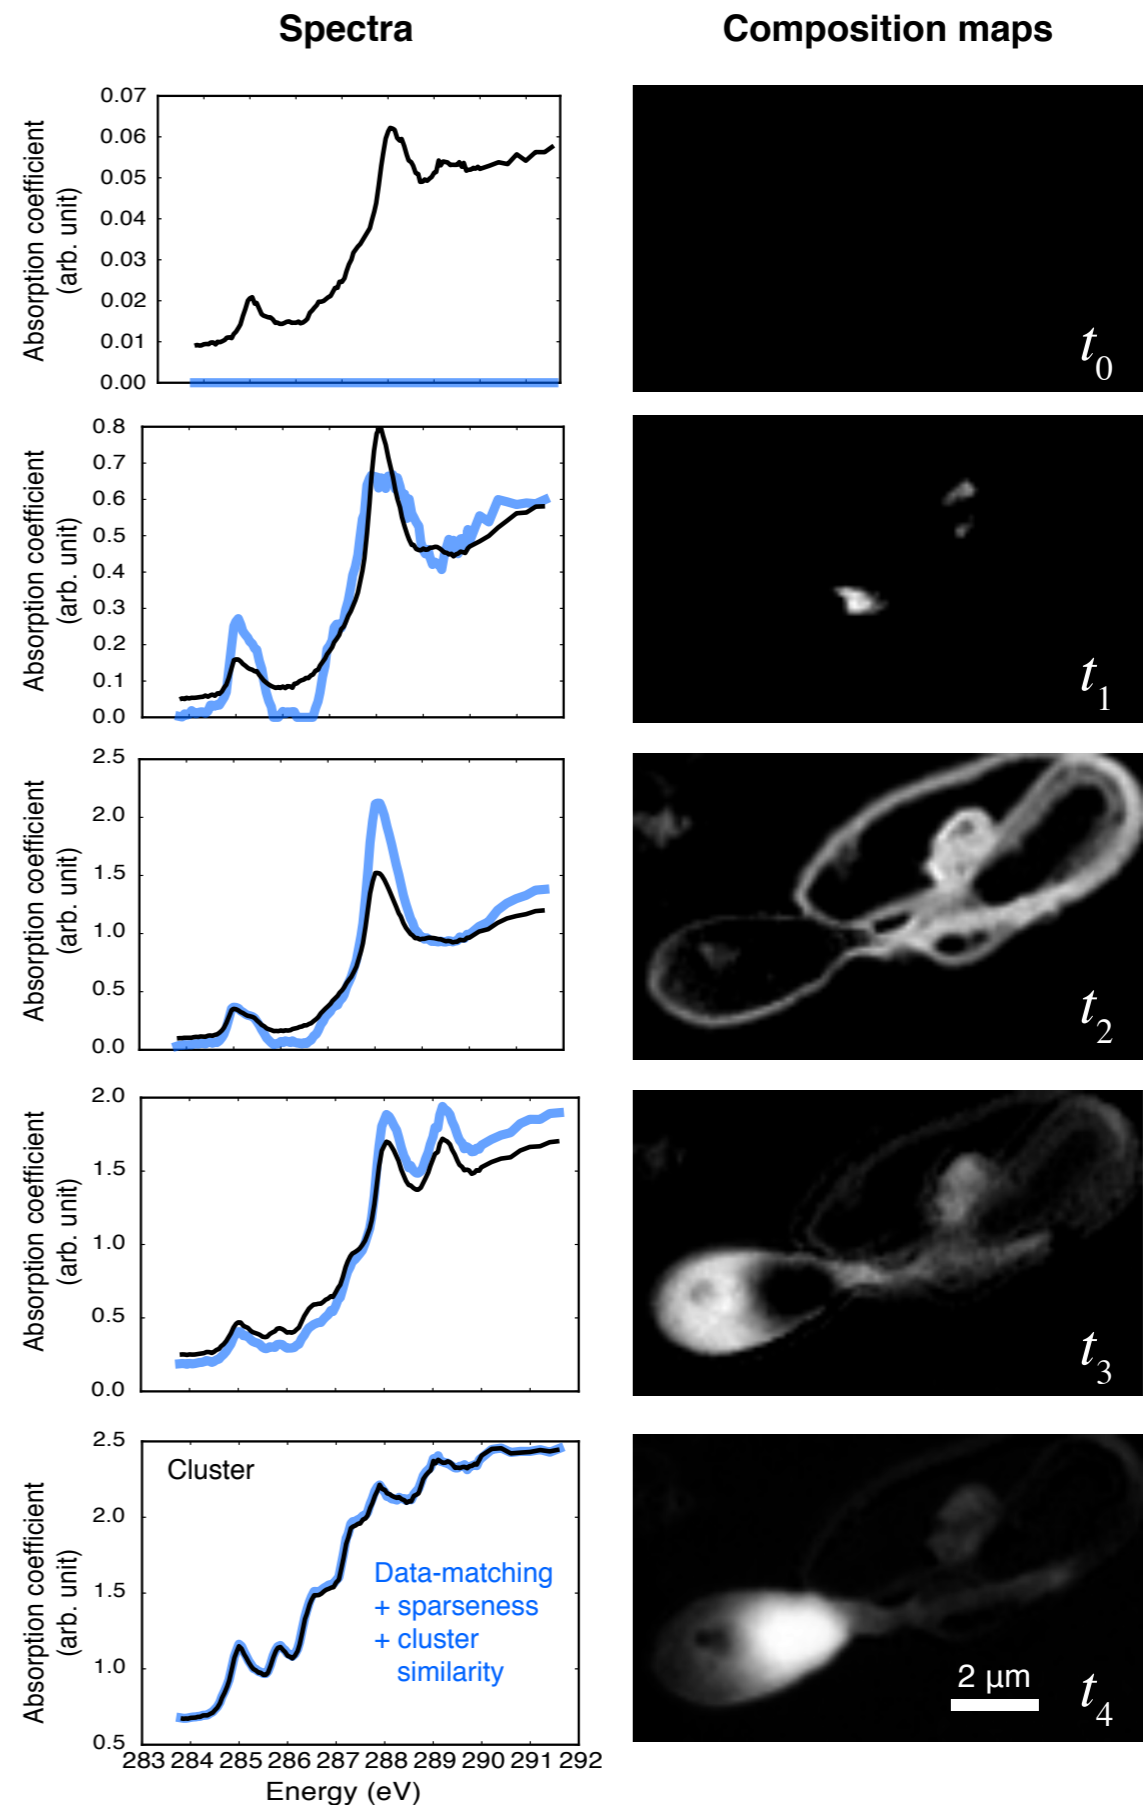 Spectra
Composition maps
Absorption coefficient
(arb. unit)
0.07
0.06
0.05
0.04
0.03
0.02
0.01
0.00
t0
Absorption coefficient
(arb. unit)
0.8
0.7
0.6
0.5
0.4
0.3
0.2
0.1
0.0
t1
Absorption coefficient
(arb. unit)
2.5
2.0
1.5
1.0
0.5
0.0
t2
Absorption coefficient
(arb. unit)
2.0
1.5
1.0
0.5
0.0
t3
Absorption coefficient
(arb. unit)
2.5
2.0
1.5
1.0
0.5
Cluster
Data-matching
+ sparseness
+ cluster
similarity
283 284 285 286 287 288 289 290 291 292
Energy (eV)
2 μm
t4